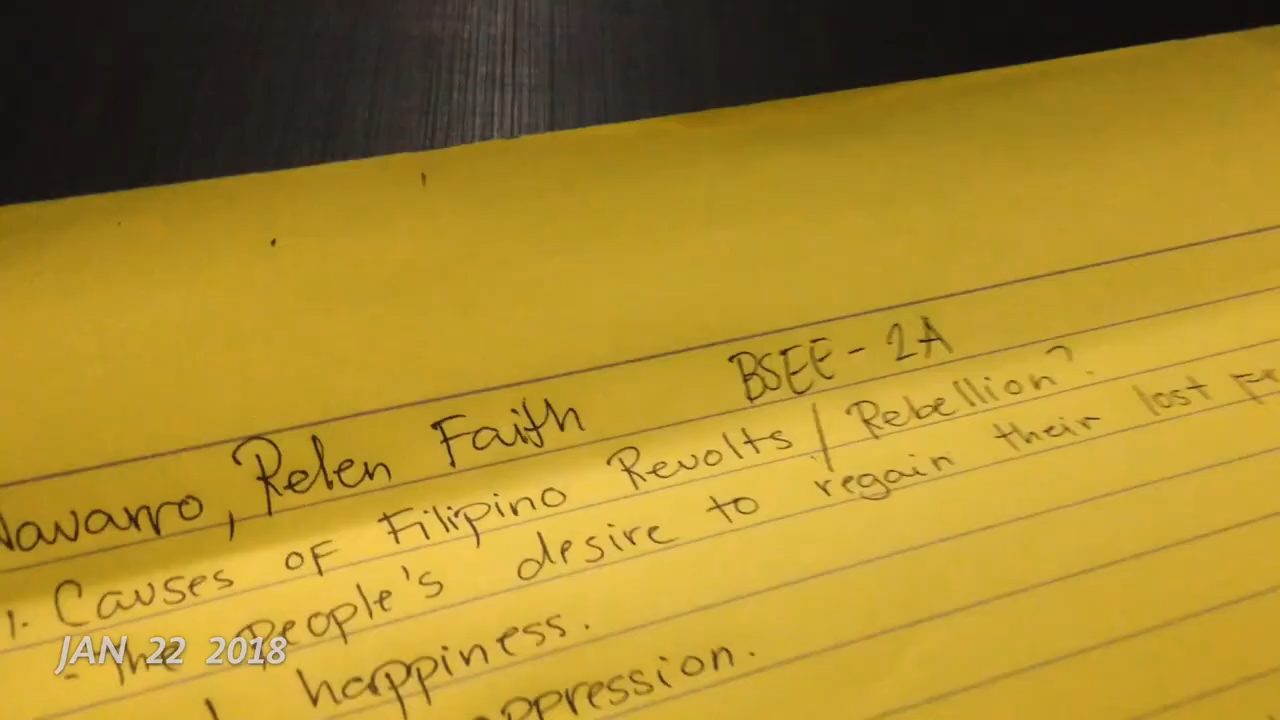 Navarro, Relen Faith BSEE - 2A
1. Causes of Filipino Revolts / Rebellion?
- The people's desire to regain their lost
happiness.
oppression.
JAN 22 2018